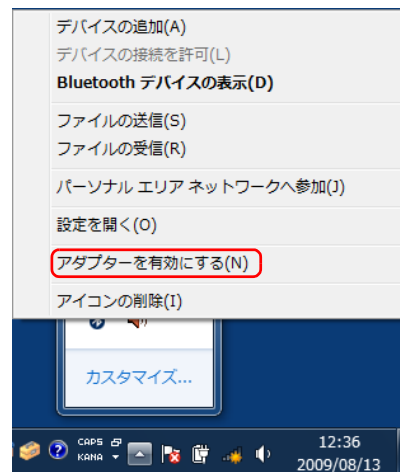 デバイスの追加(A)
デバイスの接続を許可(L)
Bluetooth デバイスの表示(D)
ファイルの送信(S)
ファイルの受信(R)
パーソナル エリア ネットワークへ参加(J)
設定を開く(O)
アダプターを有効にする(N)
アイコンの削除(I)
カスタマイズ...
CAPS
KANA
12:36
2009/08/13